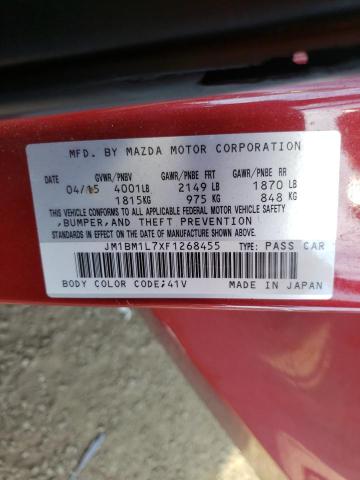 MFD. BY MAZDA MOTOR CORPORATION
DATE GVWR/PNBV GAWR/PNBE FRT GAWR/PNBE RR
04/15 4001LB 2149 LB 1870 LB
1815KG 975 KG 848 KG
THIS VEHICLE CONFORMS TO ALL APPLICABLE FEDERAL MOTOR VEHICLE SAFETY
,BUMPER,AND THEFT PREVENTION
STANDARDS IN EFFECT ON THE DATE OF MANUFACTURE SHOWN ABOVE.
JM1BM1L7XF1268455 TYPE: PASS CAR
BODY COLOR CODE;41V MADE IN JAPAN